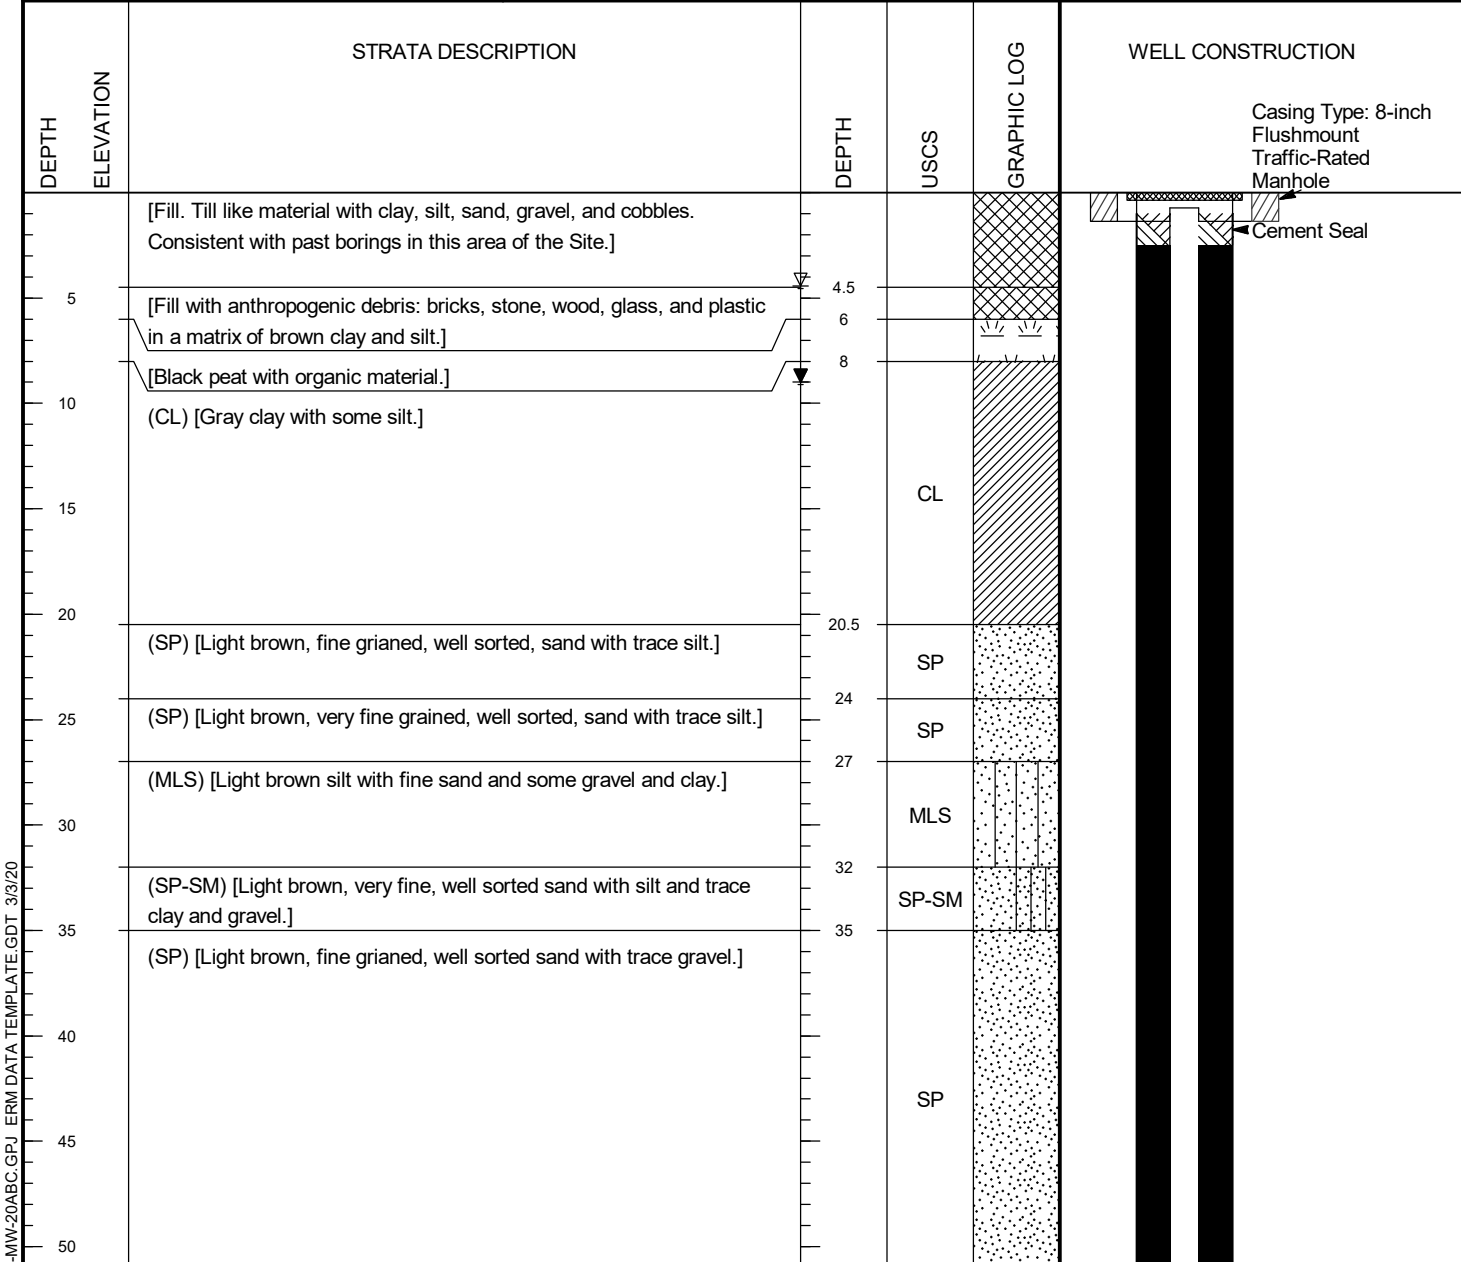 DEPTH
ELEVATION
STRATA DESCRIPTION
DEPTH
USCS
GRAPHIC LOG
WELL CONSTRUCTION
Casing Type: 8-inch
Flushmount
Traffic-Rated
Manhole
Cement Seal
[Fill. Till like material with clay, silt, sand, gravel, and cobbles.
Consistent with past borings in this area of the Site.]
4.5
5
[Fill with anthropogenic debris: bricks, stone, wood, glass, and plastic
in a matrix of brown clay and silt.]
6
8
[Black peat with organic material.]
10
(CL) [Gray clay with some silt.]
CL
15
20
20.5
(SP) [Light brown, fine grianed, well sorted, sand with trace silt.]
SP
24
25
(SP) [Light brown, very fine grained, well sorted, sand with trace silt.]
SP
27
(MLS) [Light brown silt with fine sand and some gravel and clay.]
MLS
30
32
(SP-SM) [Light brown, very fine, well sorted sand with silt and trace
clay and gravel.]
SP-SM
35
35
(SP) [Light brown, fine grianed, well sorted sand with trace gravel.]
40
SP
45
50
-MW-20ABC.GPJ ERM DATA TEMPLATE.GDT 3/3/20